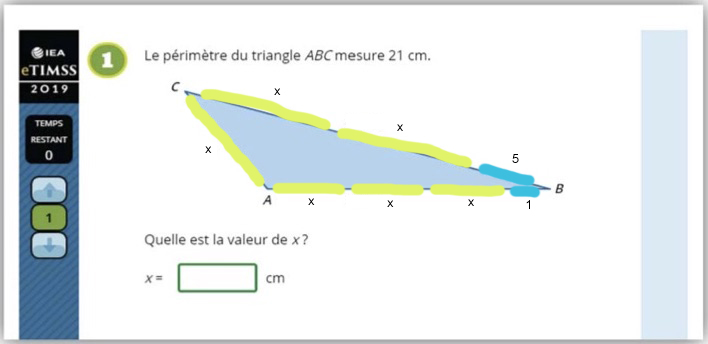 IEA
eTIMSS
2019
TEMPS
RESTANT
0
1
1
Le périmètre du triangle ABC mesure 21 cm.
C
x
x
x
5
A
x
x
x
1
B
Quelle est la valeur de x ?
x =
cm